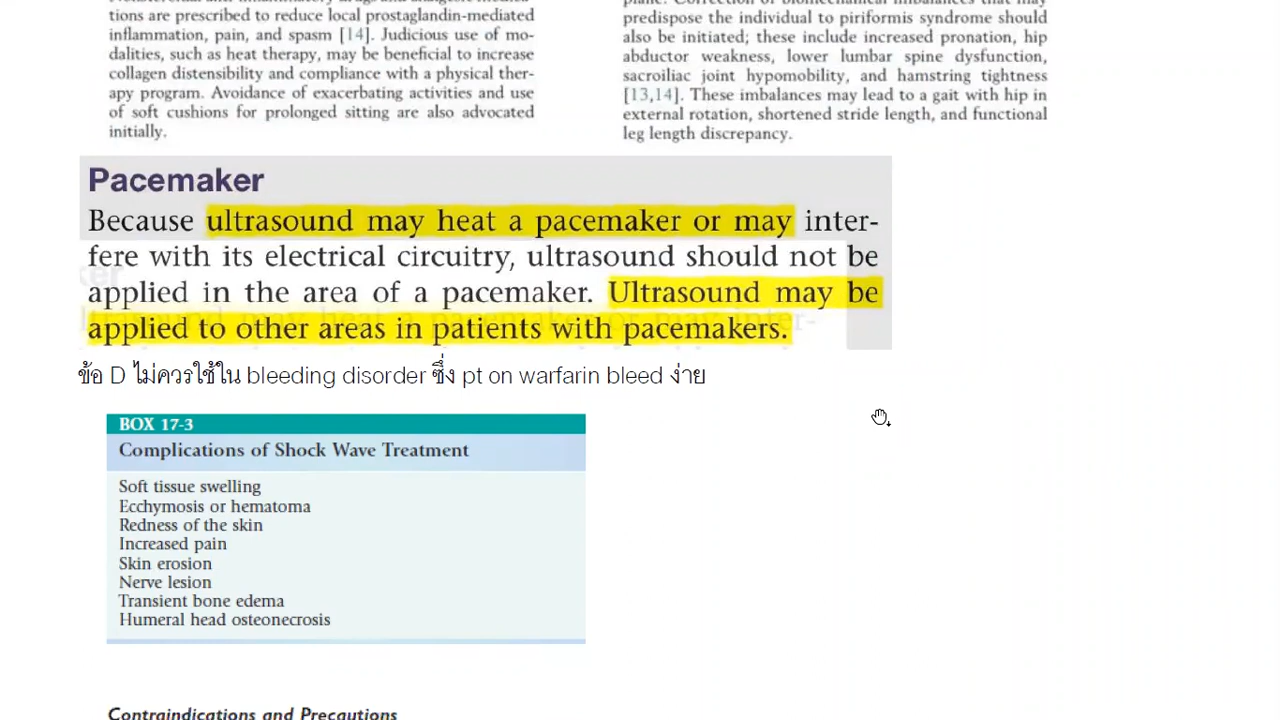 tions are prescribed to reduce local prostaglandin-mediated
inflammation, pain, and spasm [14]. Judicious use of mo-
dalities, such as heat therapy, may be beneficial to increase
collagen distensibility and compliance with a physical ther-
apy program. Avoidance of exacerbating activities and use
of soft cushions for prolonged sitting are also advocated
initially.
plane. Correction of biomechanical imbalances that may
predispose the individual to piriformis syndrome should
also be initiated; these include increased pronation, hip
abductor weakness, lower lumbar spine dysfunction,
sacroiliac joint hypomobility, and hamstring tightness
[13,14]. These imbalances may lead to a gait with hip in
external rotation, shortened stride length, and functional
leg length discrepancy.
Pacemaker
Because ultrasound may heat a pacemaker or may inter-
fere with its electrical circuitry, ultrasound should not be
applied in the area of a pacemaker. Ultrasound may be
applied to other areas in patients with pacemakers.
ข้อ D ไม่ควรใช้ใน bleeding disorder ซึ่ง pt on warfarin bleed ง่าย
BOX 17-3
Complications of Shock Wave Treatment
Soft tissue swelling
Ecchymosis or hematoma
Redness of the skin
Increased pain
Skin erosion
Nerve lesion
Transient bone edema
Humeral head osteonecrosis
Contraindications and Precautions